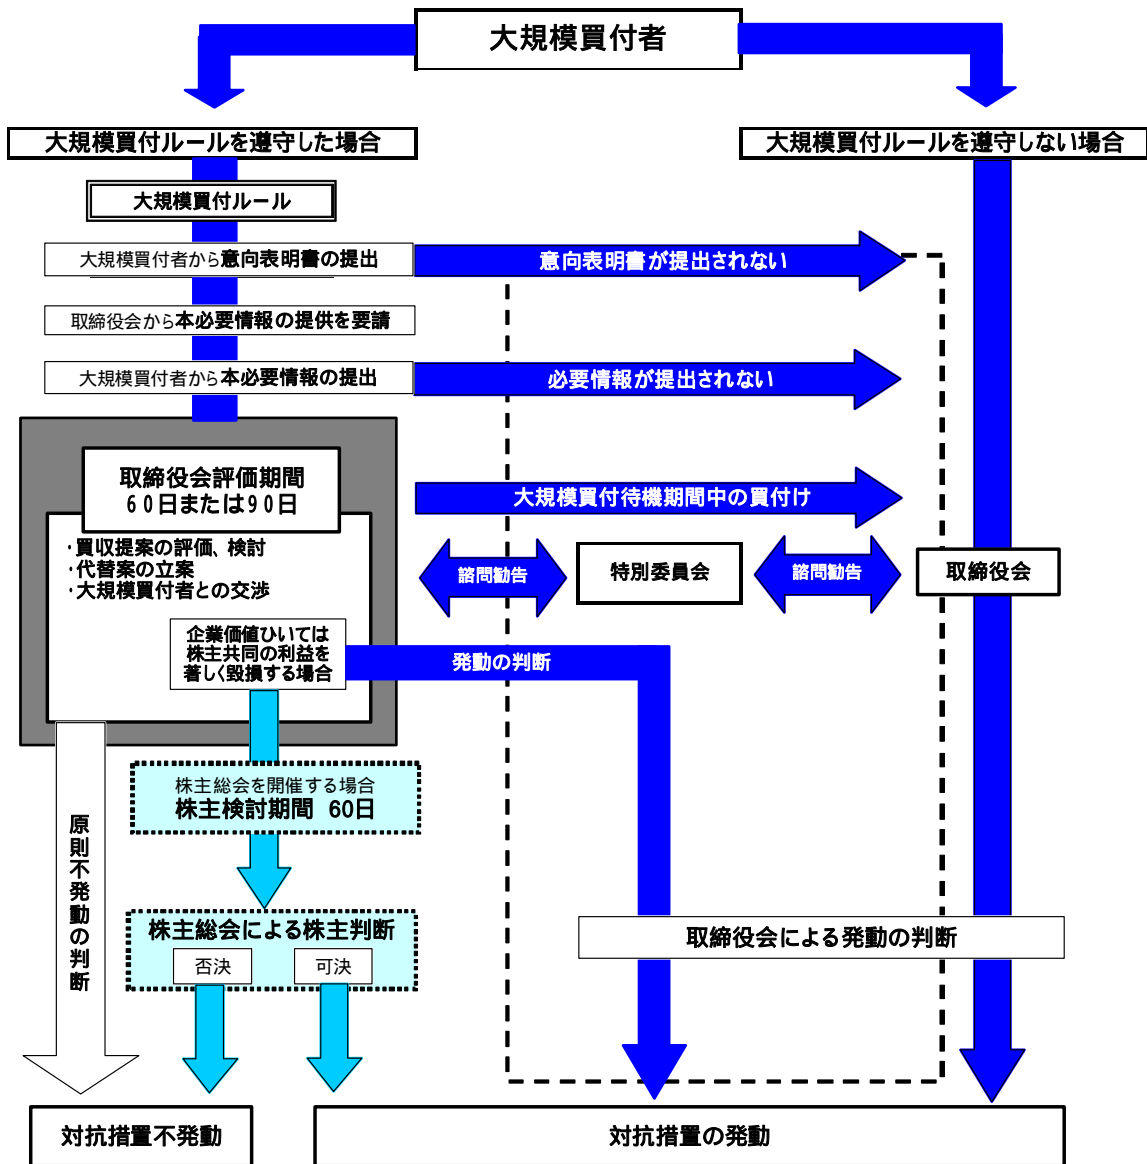 大規模買付者
大規模買付ルールを遵守した場合
大規模買付ルールを遵守しない場合
大規模買付ルール
大規模買付者から意向表明書の提出
意向表明書が提出されない
取締役会から本必要情報の提供を要請
大規模買付者から本必要情報の提出
必要情報が提出されない
取締役会評価期間
60日または90日
大規模買付待機期間中の買付け
・買収提案の評価、検討
・代替案の立案
・大規模買付者との交渉
諮問勧告
特別委員会
諮問勧告
取締役会
企業価値ひいては
株主共同の利益を
著しく毀損する場合
発動の判断
株主総会を開催する場合
株主検討期間 60日
原則不発動の判断
株主総会による株主判断
否決
可決
取締役会による発動の判断
対抗措置不発動
対抗措置の発動